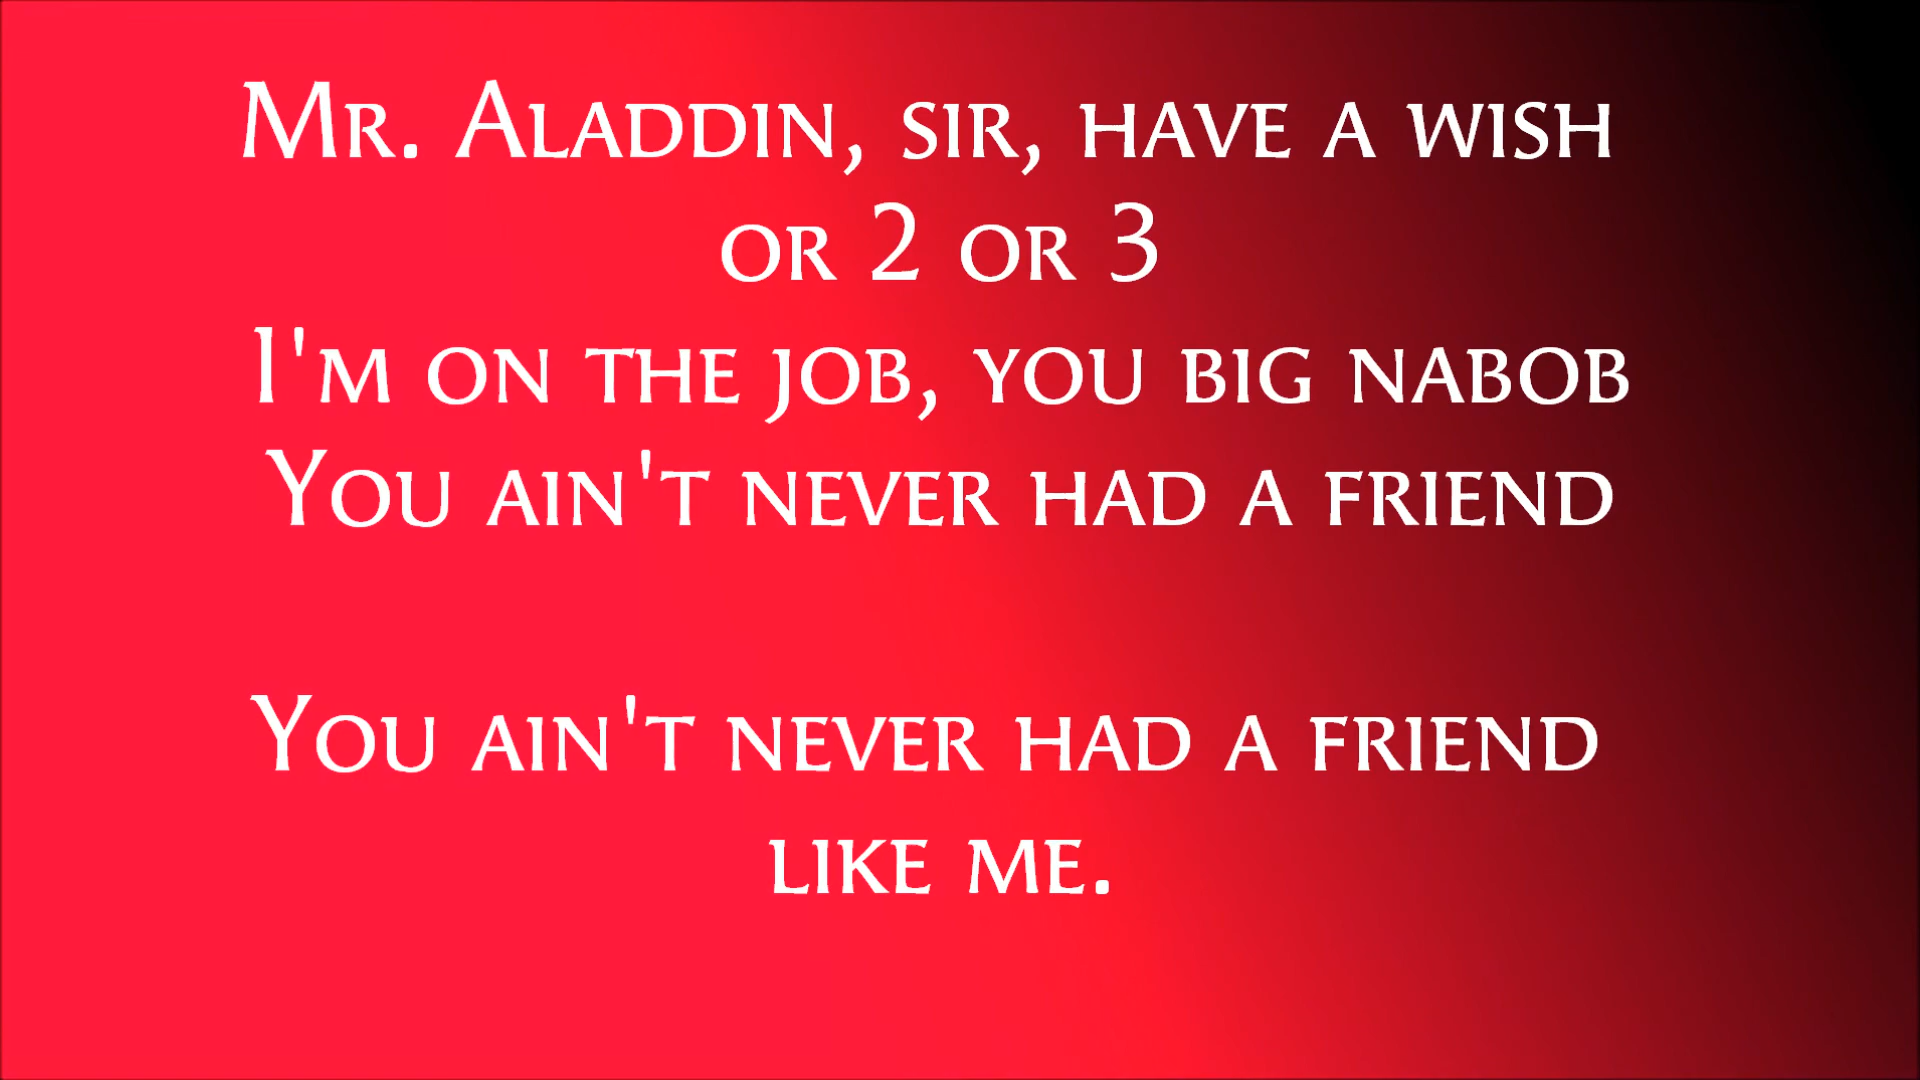 Mr. Aladdin, sir, have a wish
or 2 or 3
I'm on the job, you big nabob
You ain't never had a friend
You ain't never had a friend
like me.